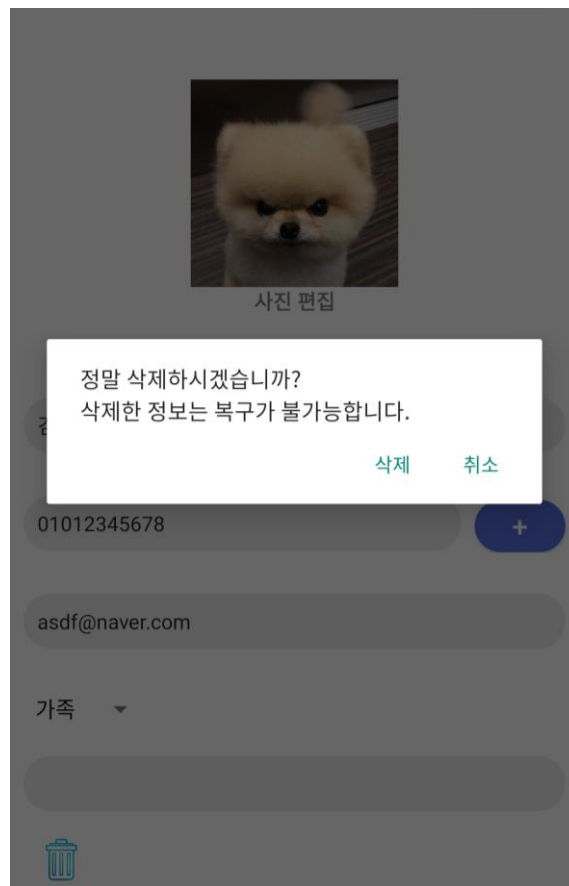 사진 편집
정말 삭제하시겠습니까?
삭제한 정보는 복구가 불가능합니다.
삭제 취소
01012345678 +
asdf@naver.com
가족